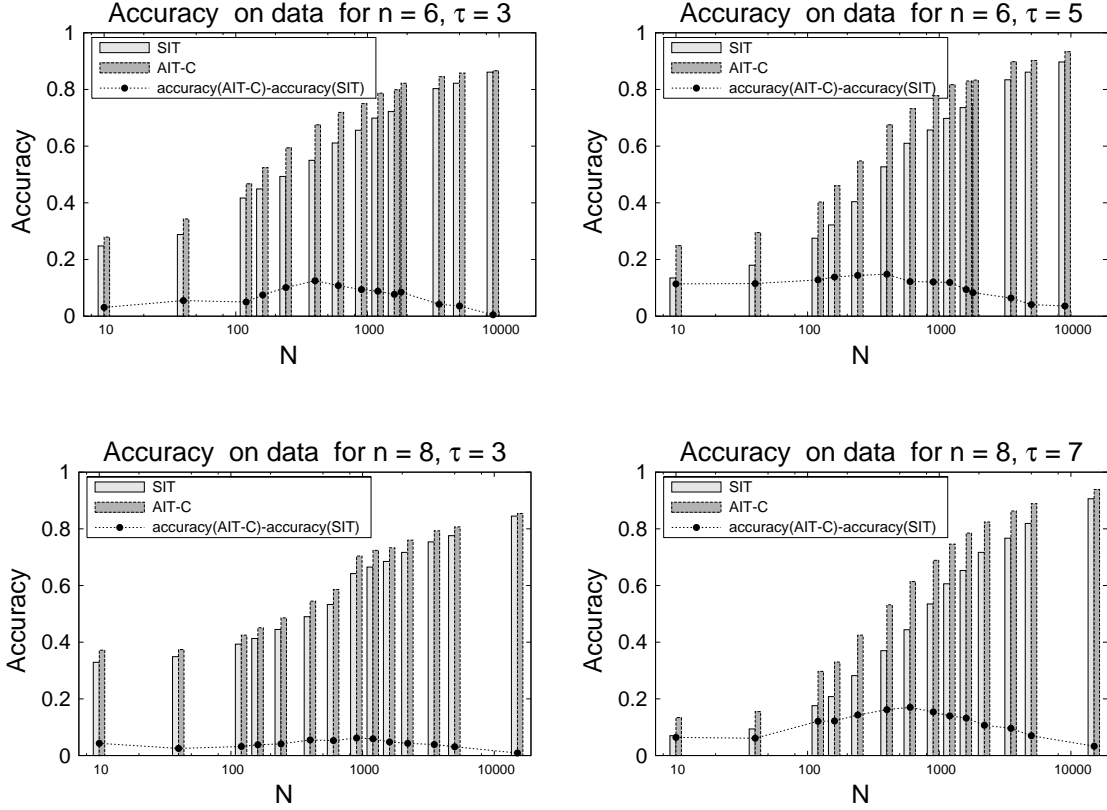 Accuracy on data for n = 6, τ = 3
1
0.8
0.6
0.4
0.2
0
Accuracy
SIT
AIT-C
accuracy(AIT-C)-accuracy(SIT)
10 100 1000 10000
N
Accuracy on data for n = 6, τ = 5
1
0.8
0.6
0.4
0.2
0
Accuracy
SIT
AIT-C
accuracy(AIT-C)-accuracy(SIT)
10 100 1000 10000
N
Accuracy on data for n = 8, τ = 3
1
0.8
0.6
0.4
0.2
0
Accuracy
SIT
AIT-C
accuracy(AIT-C)-accuracy(SIT)
10 100 1000 10000
N
Accuracy on data for n = 8, τ = 7
1
0.8
0.6
0.4
0.2
0
Accuracy
SIT
AIT-C
accuracy(AIT-C)-accuracy(SIT)
10 100 1000 10000
N